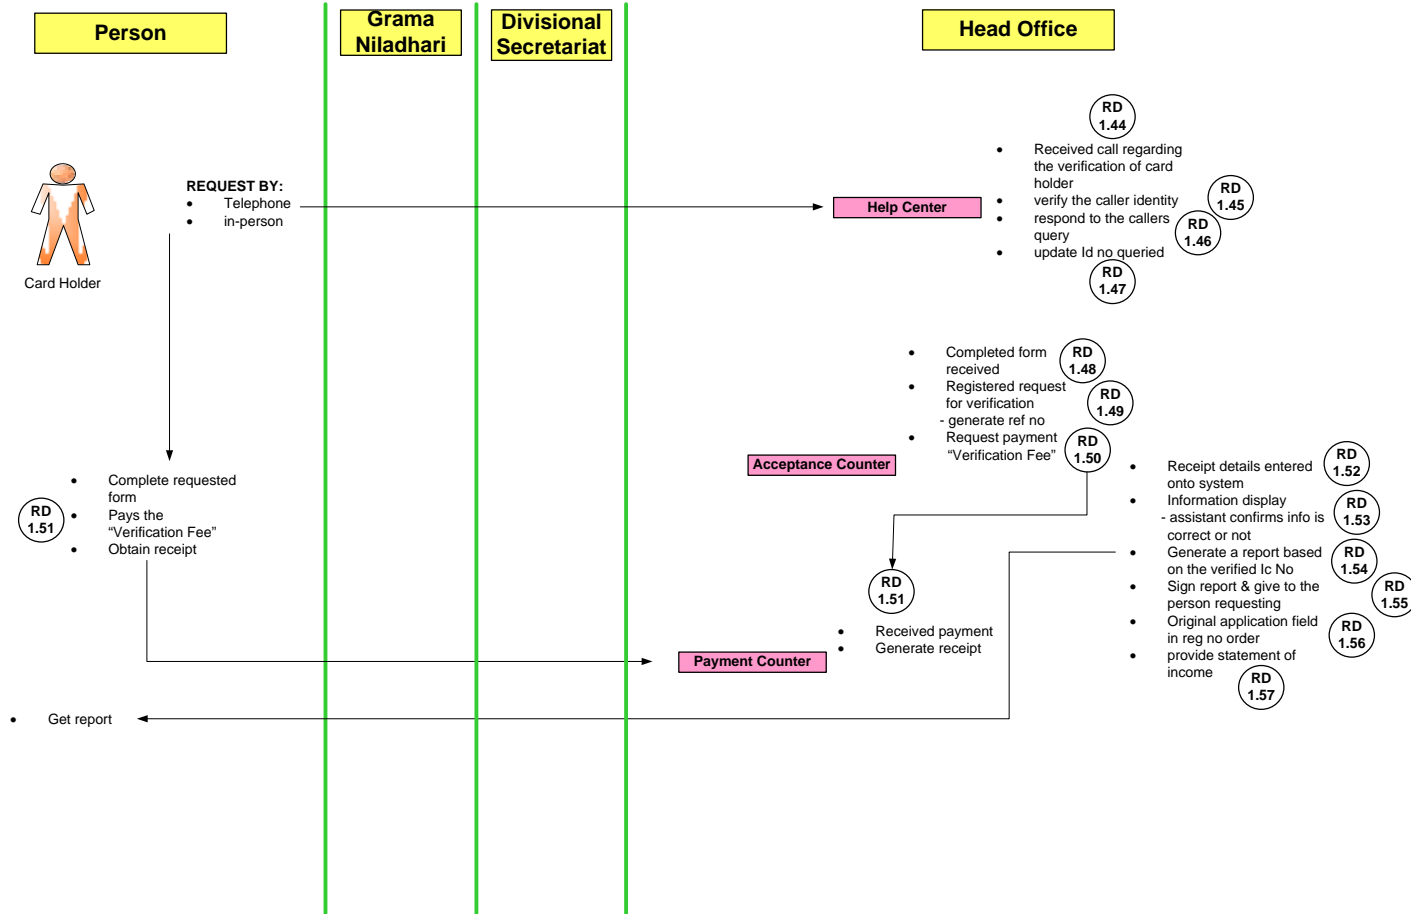 Person
Grama
Niladhari
Divisional
Secretariat
Head Office
RD
1.44
• Received call regarding
the verification of card
holder
• verify the caller identity
RD
1.45
• respond to the callers
query
RD
1.46
• update Id no queried
RD
1.47
REQUEST BY:
• Telephone
• in-person
Help Center
Card Holder
• Completed form
received
RD
1.48
• Registered request
for verification
- generate ref no
RD
1.49
• Request payment
“Verification Fee”
RD
1.50
Acceptance Counter
• Complete requested
form
• Pays the
“Verification Fee”
• Obtain receipt
RD
1.51
• Receipt details entered
onto system
RD
1.52
• Information display
- assistant confirms info is
correct or not
RD
1.53
• Generate a report based
on the verified Ic No
RD
1.54
• Sign report & give to the
person requesting
RD
1.55
• Original application field
in reg no order
RD
1.56
• provide statement of
income
RD
1.57
RD
1.51
• Received payment
• Generate receipt
Payment Counter
• Get report